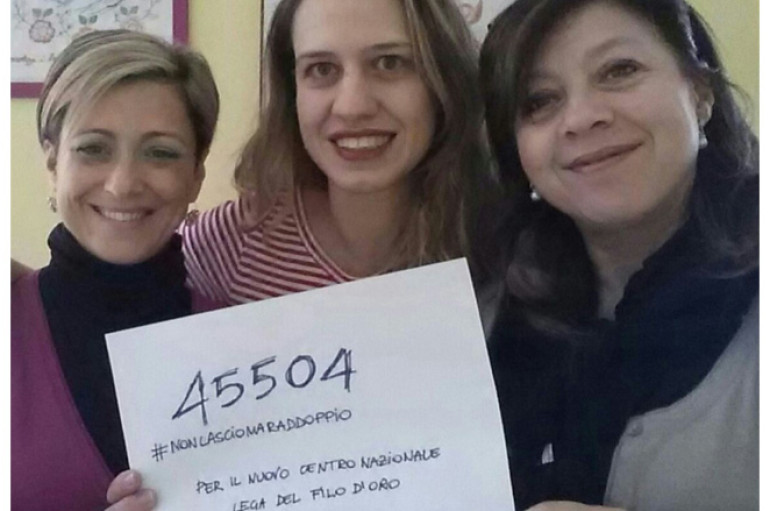 45504
#NONLASCIOMARADDOPPIO
PER IL NUOVO CENTRO NAZIONALE
LEGA DEL FILO D'ORO